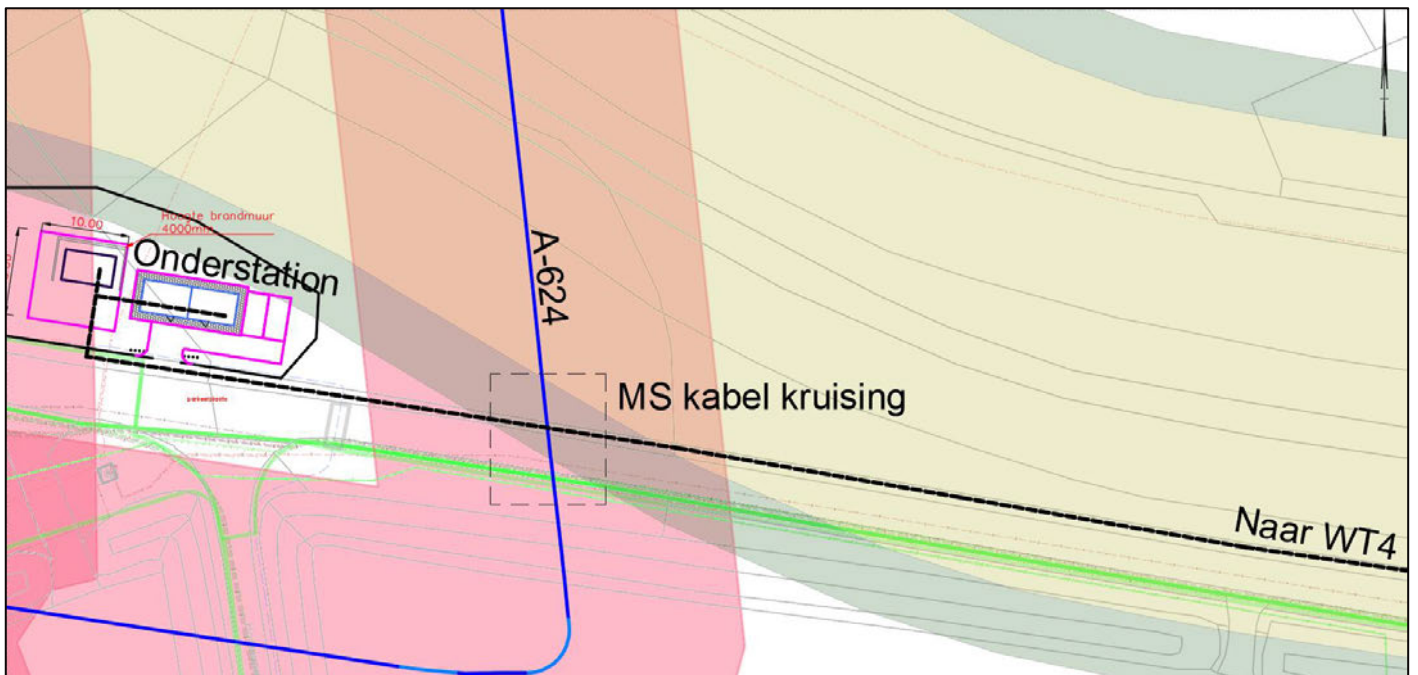 Hoogte brandmuur
4000mm
10.00
Onderstation
A-624
MS kabel kruising
Naar WT4